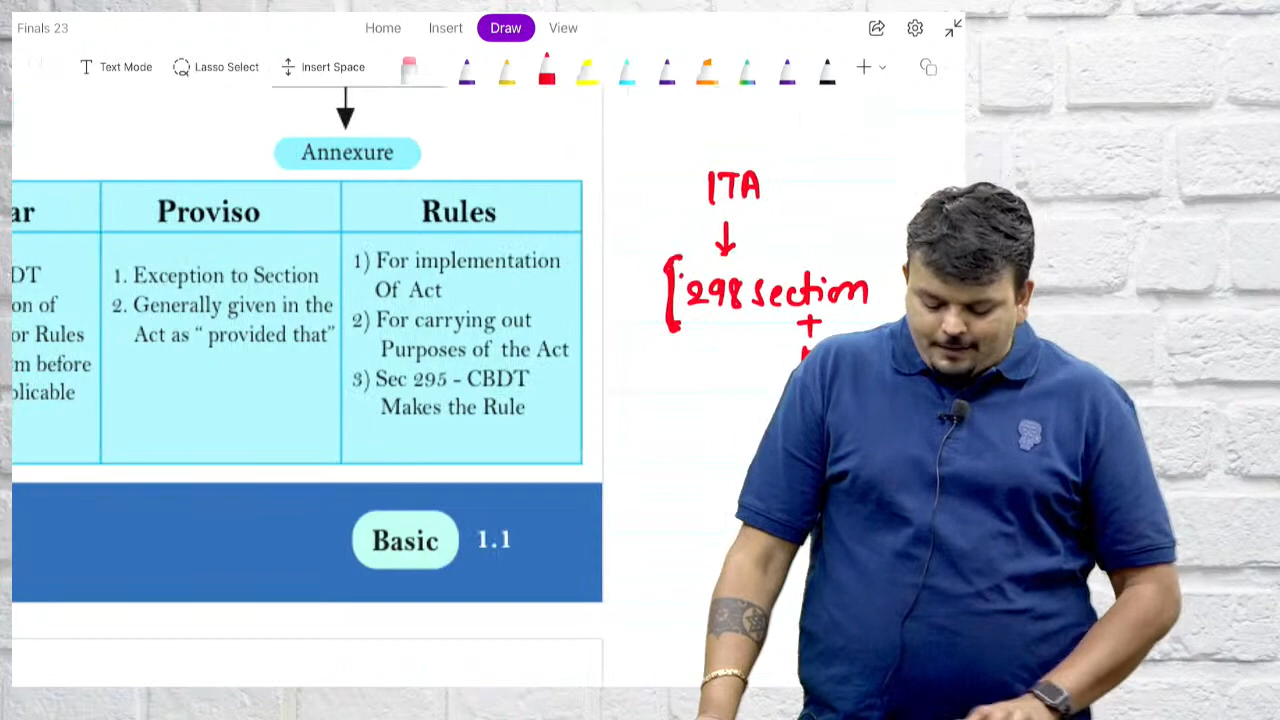 Finals 23
Home Insert Draw View
Text Mode Lasso Select Insert Space
Annexure
ar Proviso Rules
DT
on of
or Rules
m before
plicable
1. Exception to Section
2. Generally given in the
Act as “ provided that”
1) For implementation
Of Act
2) For carrying out
Purposes of the Act
3) Sec 295 - CBDT
Makes the Rule
ITA
298 section
+
Basic 1.1